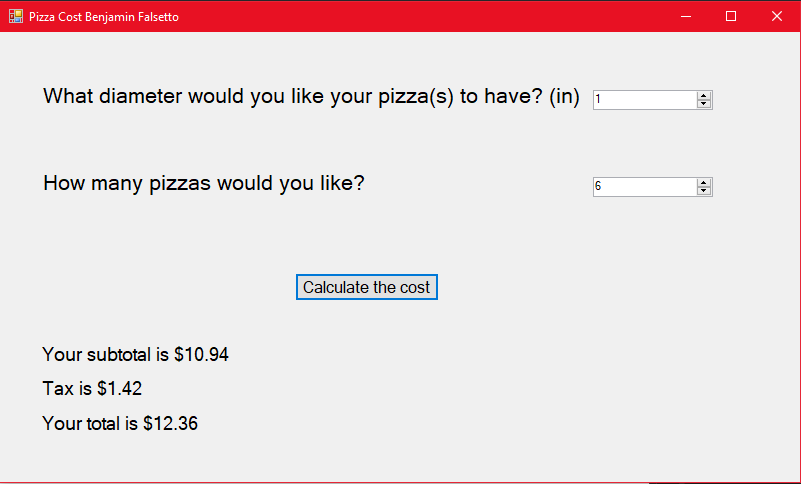 Pizza Cost Benjamin Falsetto
What diameter would you like your pizza(s) to have? (in) 1
How many pizzas would you like? 6
Calculate the cost
Your subtotal is $10.94
Tax is $1.42
Your total is $12.36